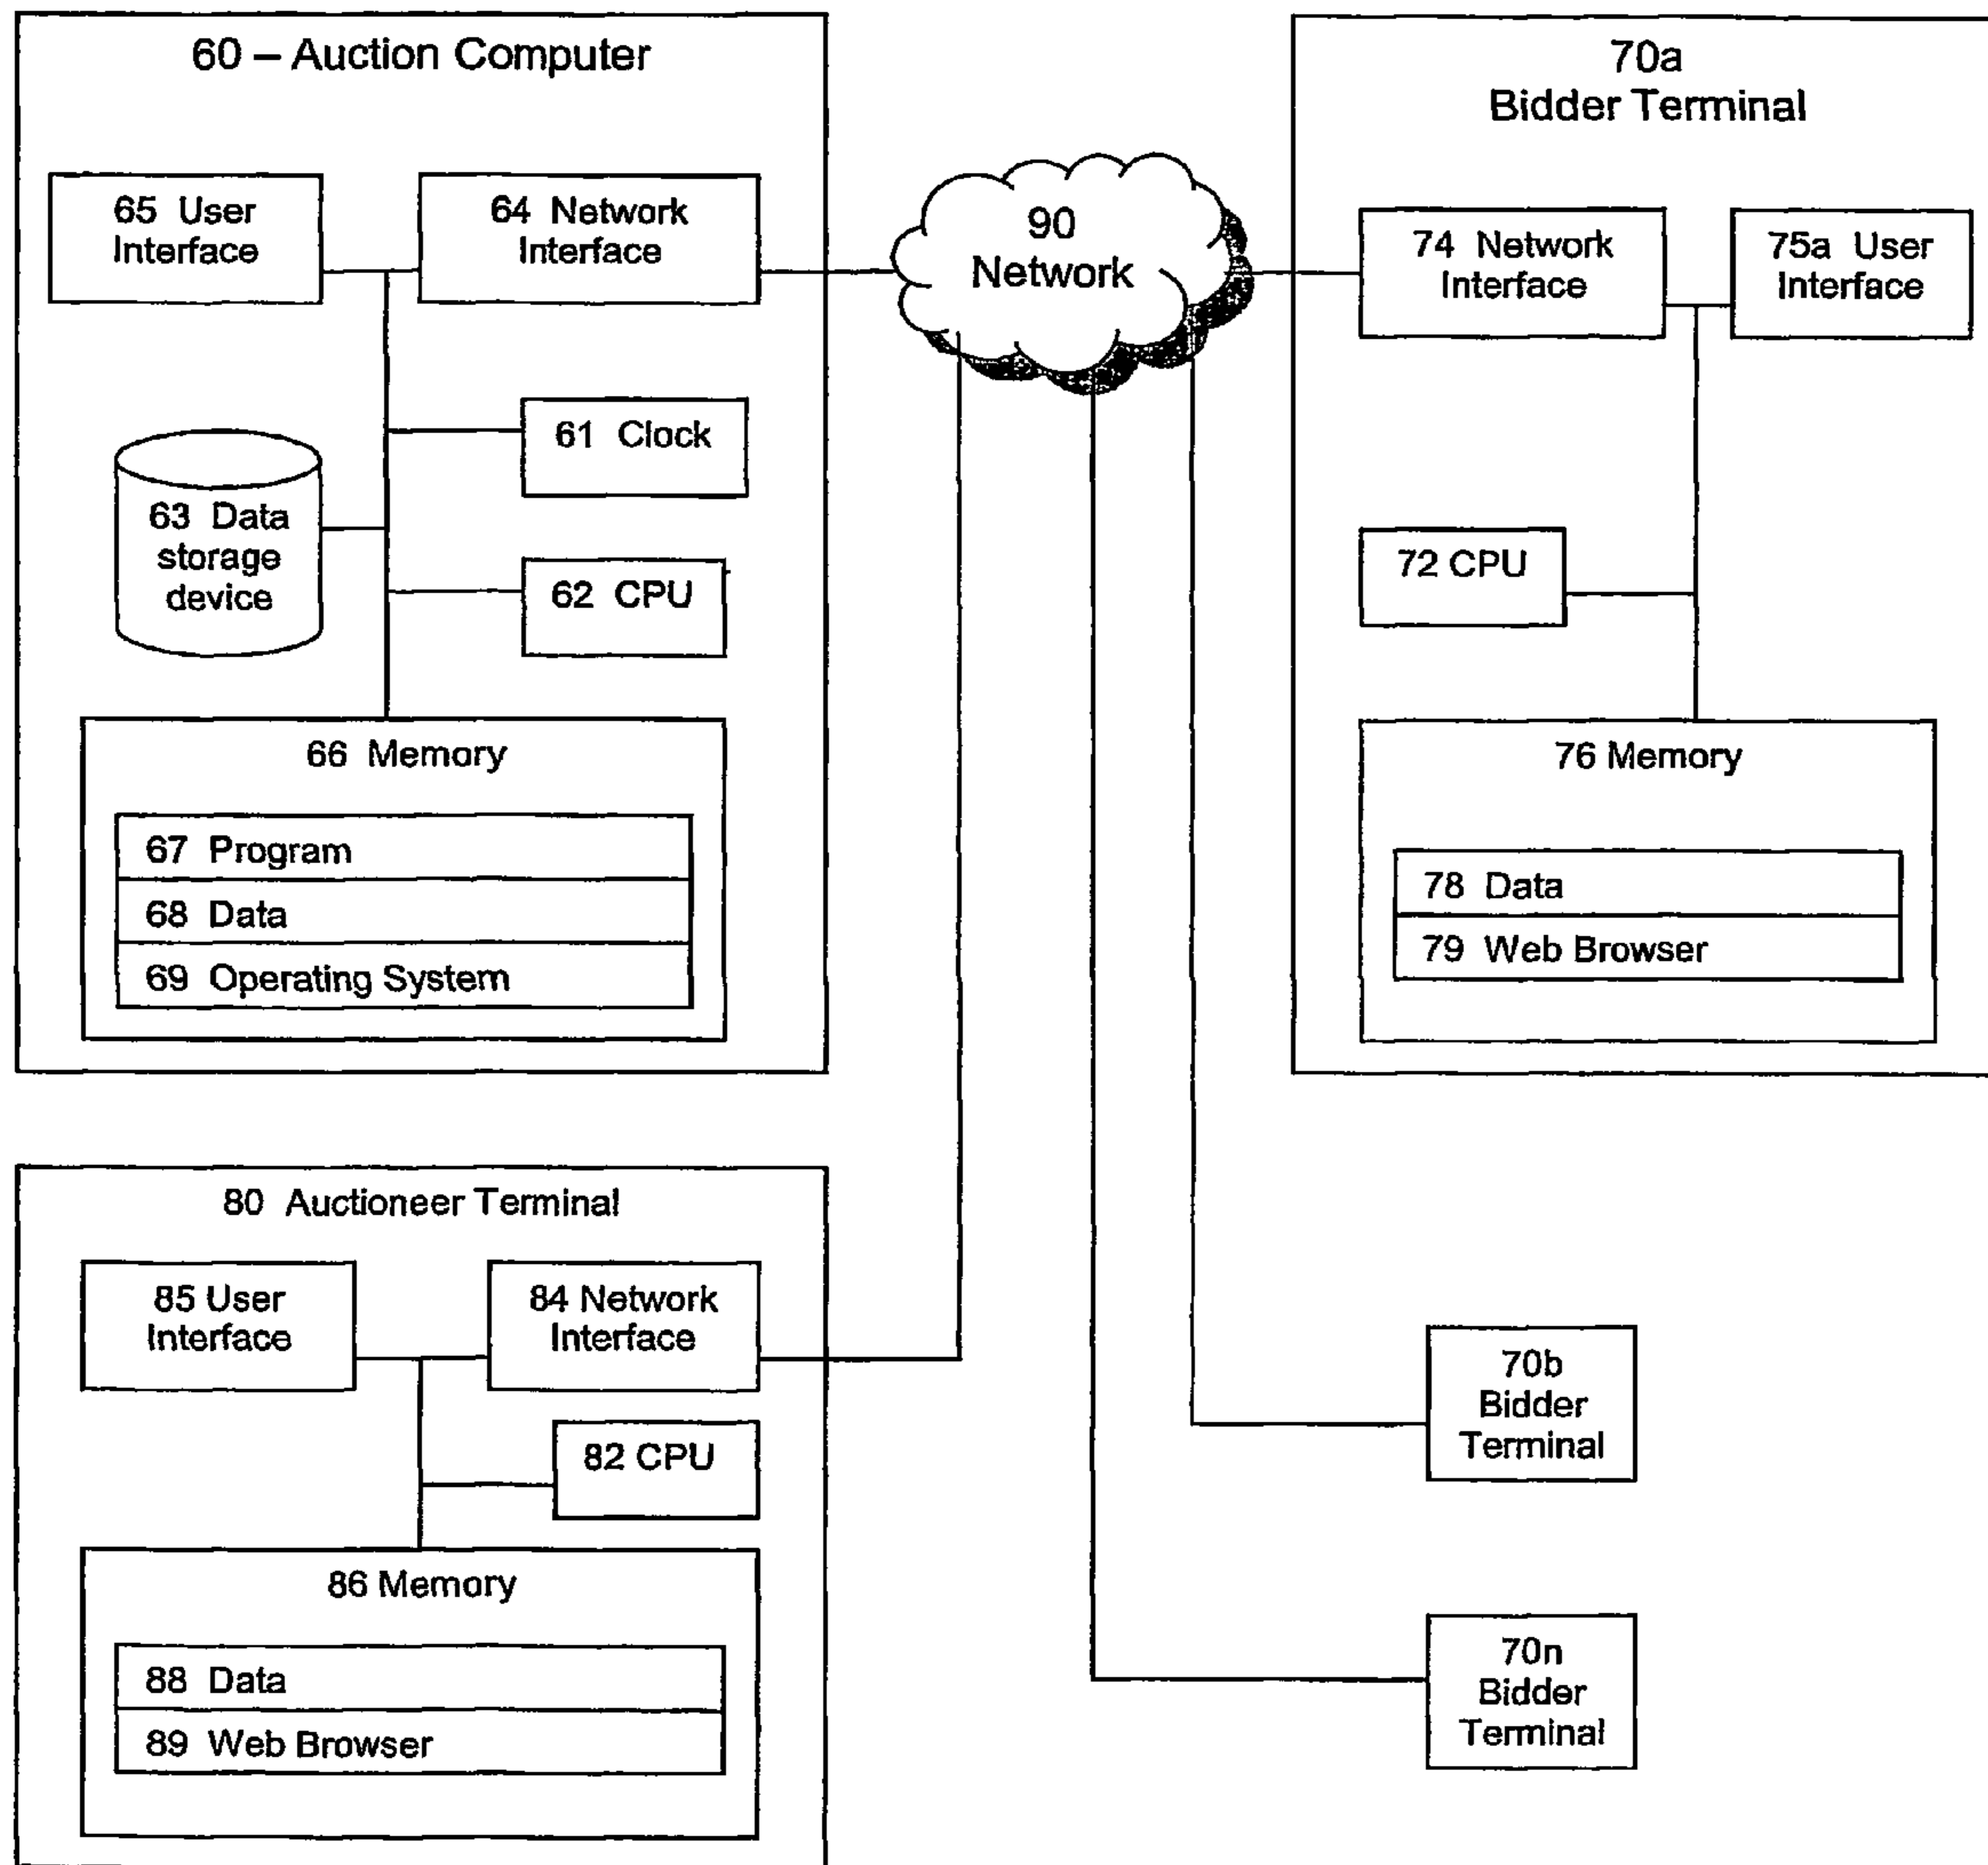 60 – Auction Computer
65 User
Interface
64 Network
Interface
61 Clock
63 Data
storage
device
62 CPU
66 Memory
67 Program
68 Data
69 Operating System
90
Network
70a
Bidder Terminal
74 Network
Interface
75a User
Interface
72 CPU
76 Memory
78 Data
79 Web Browser
80 Auctioneer Terminal
85 User
Interface
84 Network
Interface
82 CPU
86 Memory
88 Data
89 Web Browser
70b
Bidder
Terminal
70n
Bidder
Terminal